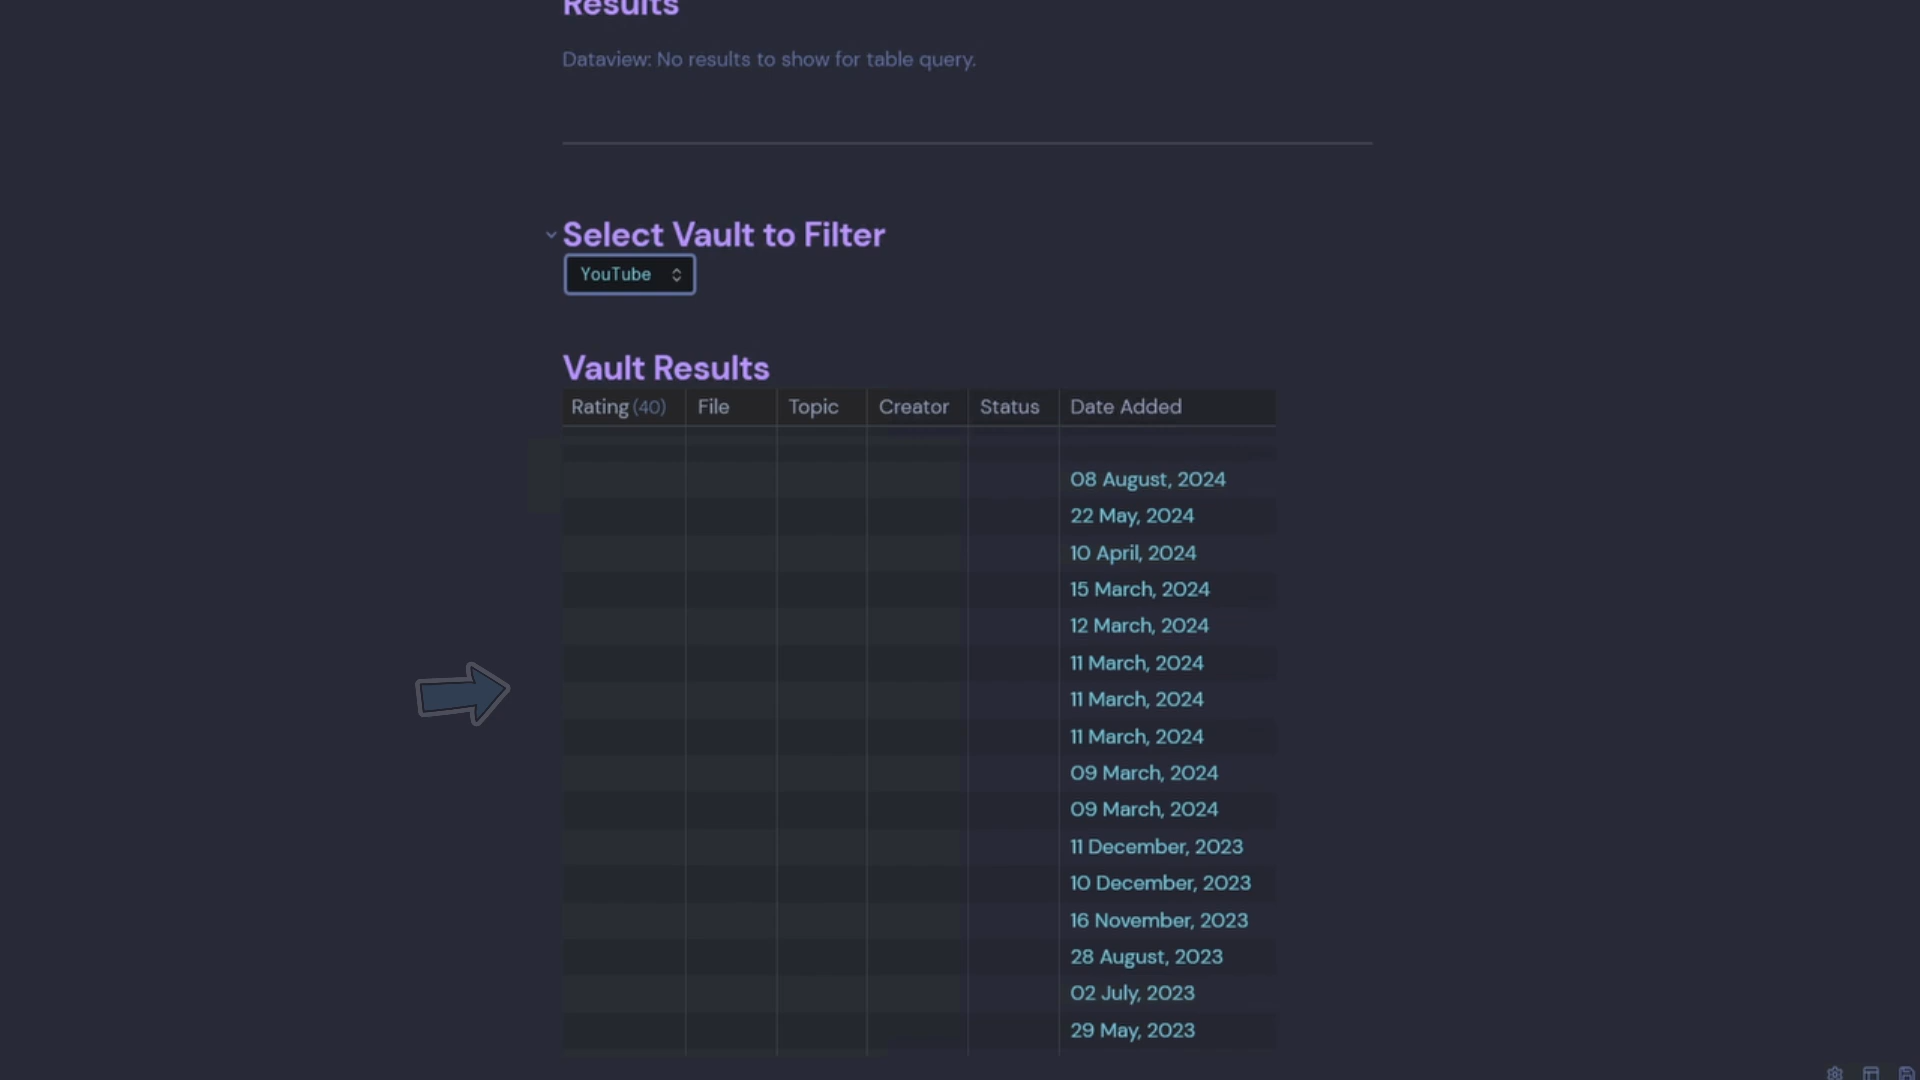 Results
Dataview: No results to show for table query.
Select Vault to Filter
YouTube
Vault Results
Rating (40) File Topic Creator Status Date Added
08 August, 2024
22 May, 2024
10 April, 2024
15 March, 2024
12 March, 2024
11 March, 2024
11 March, 2024
11 March, 2024
09 March, 2024
09 March, 2024
11 December, 2023
10 December, 2023
16 November, 2023
28 August, 2023
02 July, 2023
29 May, 2023